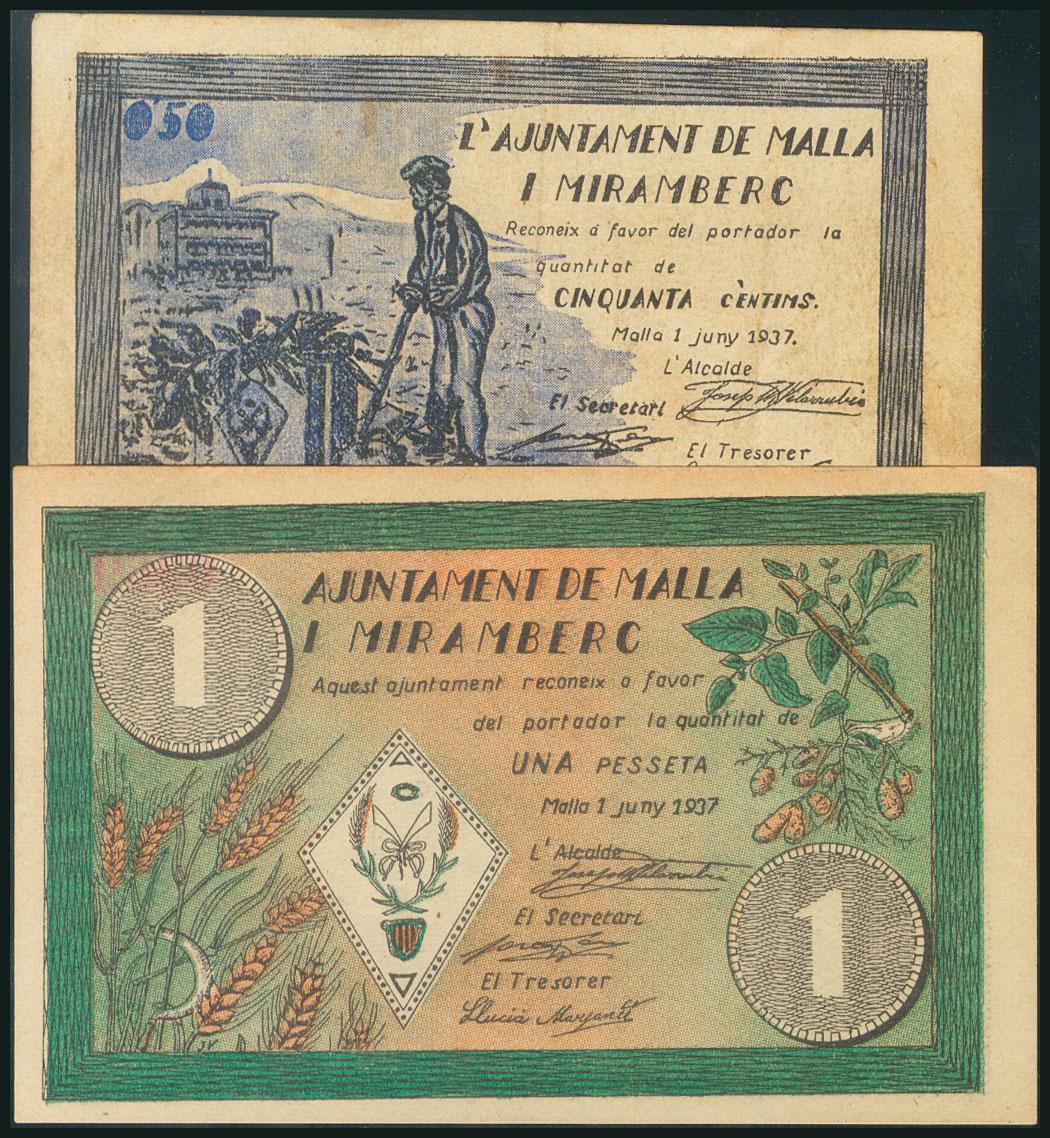 0'50
L'AJUNTAMENT DE MALLA
I MIRAMBERC
Reconeix á favor del portador la
quantitat de
CINQUANTA CÈNTIMS.
Malla 1 juny 1937.
L'Alcalde
El Secretari
El Tresorer
1
AJUNTAMENT DE MALLA
I MIRAMBERC
Aquest ajuntament reconeix a favor
del portador la quantitat de
UNA PESSETA
Malla 1 juny 1937
L'Alcalde
El Secretari
El Tresorer
Llucià
1
JV